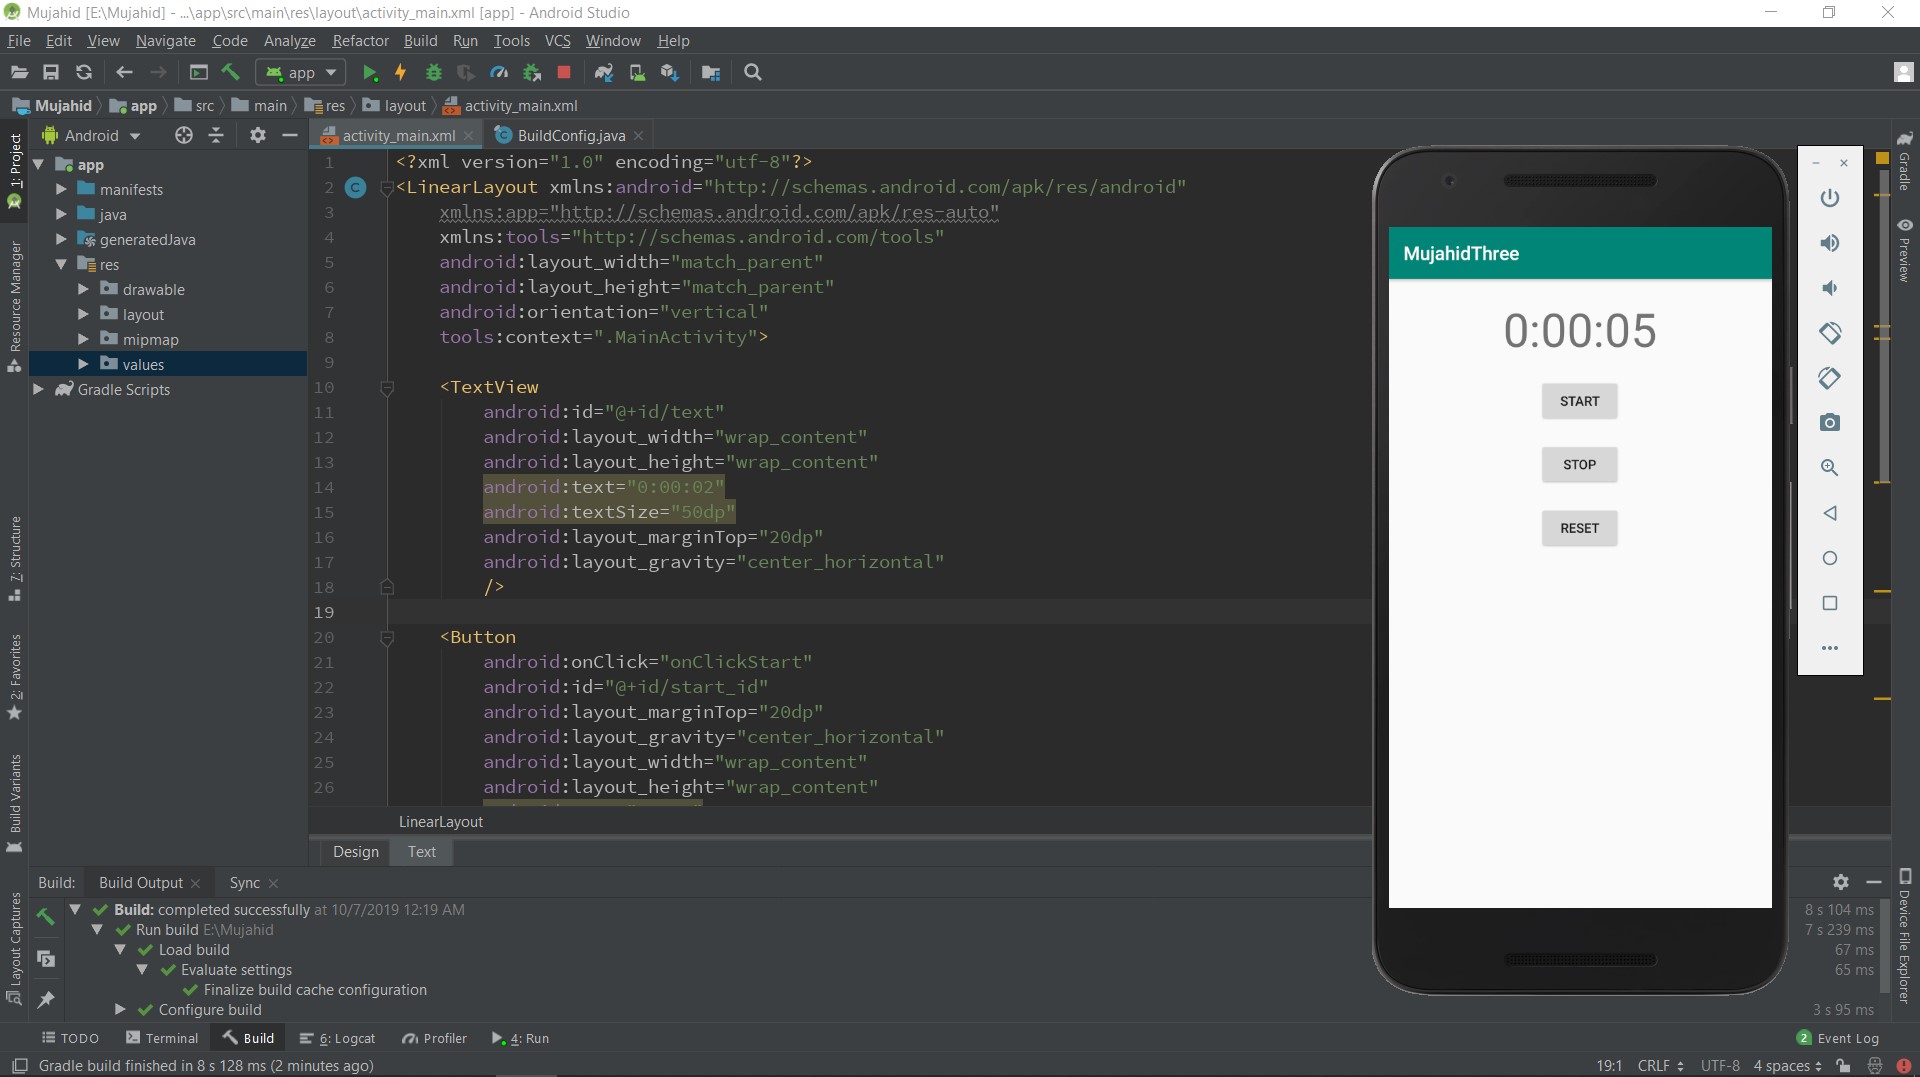 Mujahid [E:\Mujahid] - ...\app\src\main\res\layout\activity_main.xml [app] - Android Studio
File Edit View Navigate Code Analyze Refactor Build Run Tools VCS Window Help
app
Mujahid app src main res layout activity_main.xml
Android
activity_main.xml
BuildConfig.java
1: Project
Resource Manager
7: Structure
2: Favorites
Build Variants
Layout Captures
app
manifests
java
generatedJava
res
drawable
layout
mipmap
values
Gradle Scripts
1 <?xml version="1.0" encoding="utf-8"?>
2 C <LinearLayout xmlns:android="http://schemas.android.com/apk/res/android"
3 xmlns:app="http://schemas.android.com/apk/res-auto"
4 xmlns:tools="http://schemas.android.com/tools"
5 android:layout_width="match_parent"
6 android:layout_height="match_parent"
7 android:orientation="vertical"
8 tools:context=".MainActivity">
9
10 <TextView
11 android:id="@+id/text"
12 android:layout_width="wrap_content"
13 android:layout_height="wrap_content"
14 android:text="0:00:02"
15 android:textSize="50dp"
16 android:layout_marginTop="20dp"
17 android:layout_gravity="center_horizontal"
18 />
19
20 <Button
21 android:onClick="onClickStart"
22 android:id="@+id/start_id"
23 android:layout_marginTop="20dp"
24 android:layout_gravity="center_horizontal"
25 android:layout_width="wrap_content"
26 android:layout_height="wrap_content"
LinearLayout
Design Text
MujahidThree
0:00:05
START
STOP
RESET
Gradle
Preview
Device File Explorer
Build: Build Output Sync
Build: completed successfully at 10/7/2019 12:19 AM 8 s 104 ms
Run build E:\Mujahid 7 s 239 ms
Load build 67 ms
Evaluate settings 65 ms
Finalize build cache configuration
Configure build 3 s 95 ms
TODO Terminal Build 6: Logcat Profiler 4: Run 2 Event Log
Gradle build finished in 8 s 128 ms (2 minutes ago) 19:1 CRLF UTF-8 4 spaces